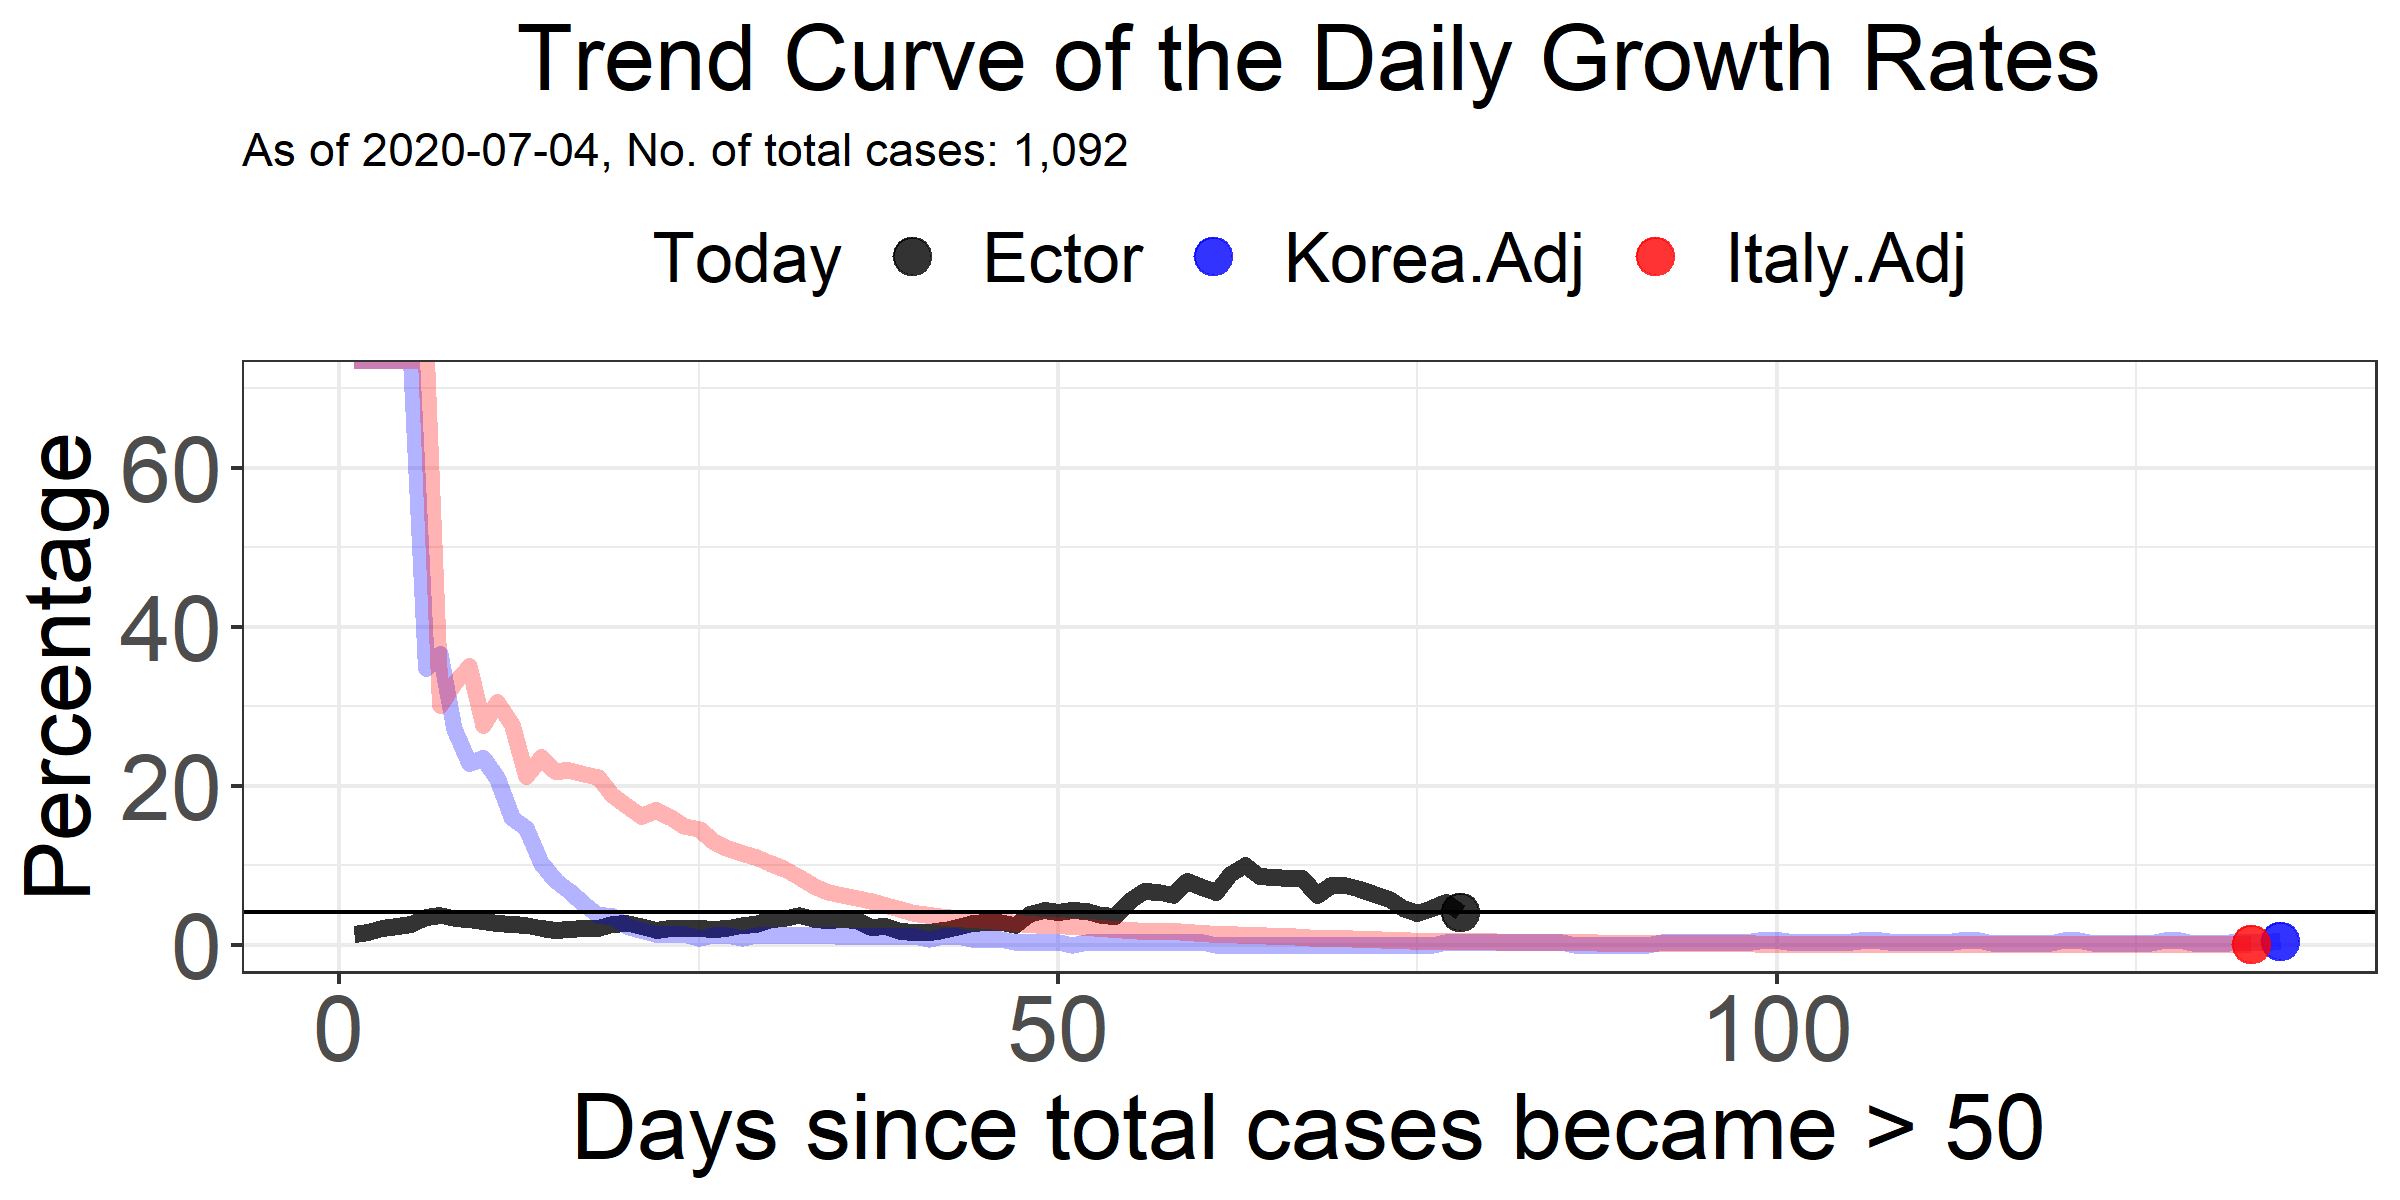 Trend Curve of the Daily Growth Rates
As of 2020-07-04, No. of total cases: 1,092
Today Ector Korea.Adj Italy.Adj
Percentage
60
40
20
0
0 50 100
Days since total cases became > 50